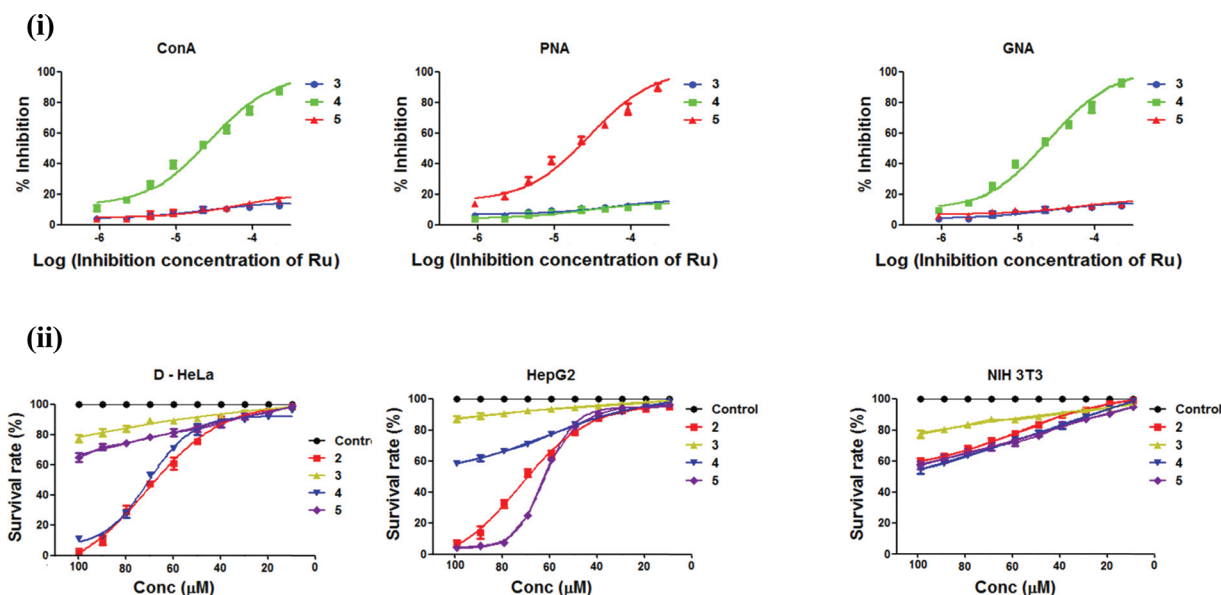 (i)
ConA
% Inhibition
100
80
60
40
20
0
-6
-5
-4
Log (Inhibition concentration of Ru)
3
4
5
PNA
% Inhibition
100
80
60
40
20
0
-6
-5
-4
Log (Inhibition concentration of Ru)
3
4
5
GNA
% Inhibition
100
80
60
40
20
0
-6
-5
-4
Log (Inhibition concentration of Ru)
3
4
5
(ii)
D - HeLa
Survival rate (%)
100
90
80
60
40
20
0
100 80 60 40 20 0
Conc (μM)
Contr
2
3
4
5
HepG2
Survival rate (%)
100
80
60
40
20
0
100 80 60 40 20 0
Conc (μM)
Control
2
3
4
5
NIH 3T3
Survival rate (%)
100
80
60
40
20
0
100 80 60 40 20 0
Conc (μM)
Control
2
3
4
5